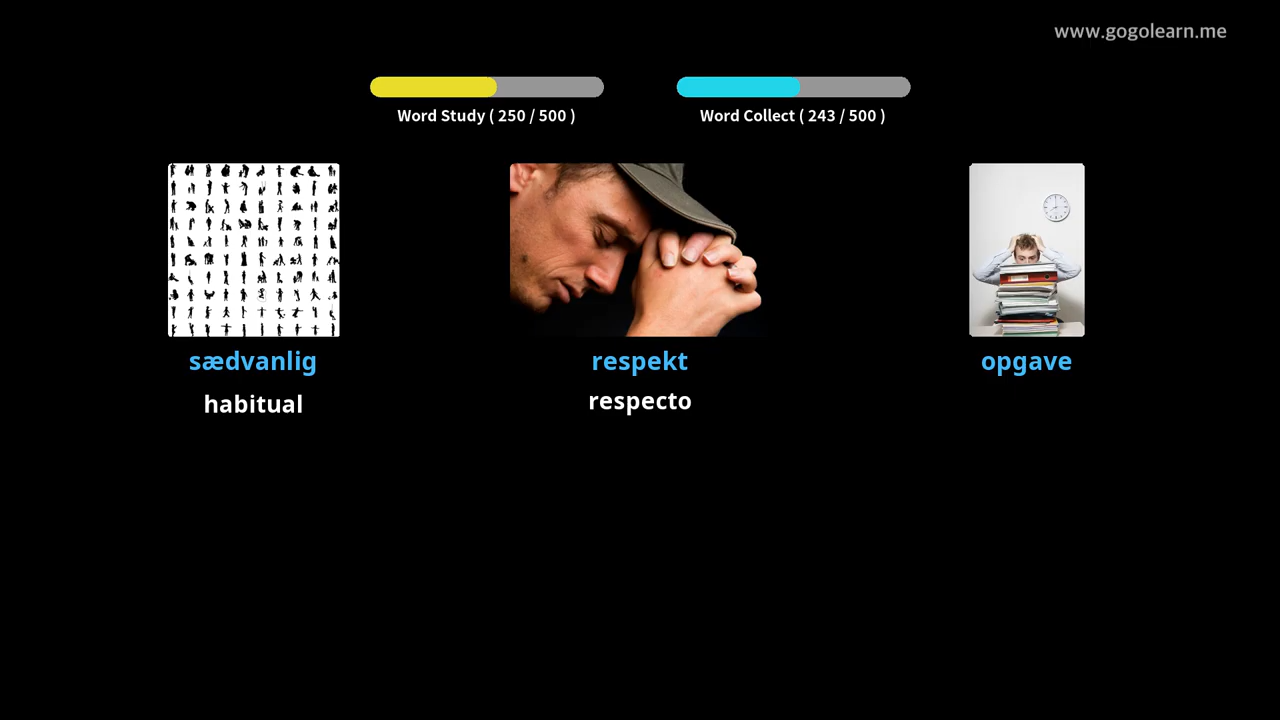 www.gogolearn.me
Word Study ( 250 / 500 )
Word Collect ( 243 / 500 )
sædvanlig
respekt
opgave
habitual
respecto